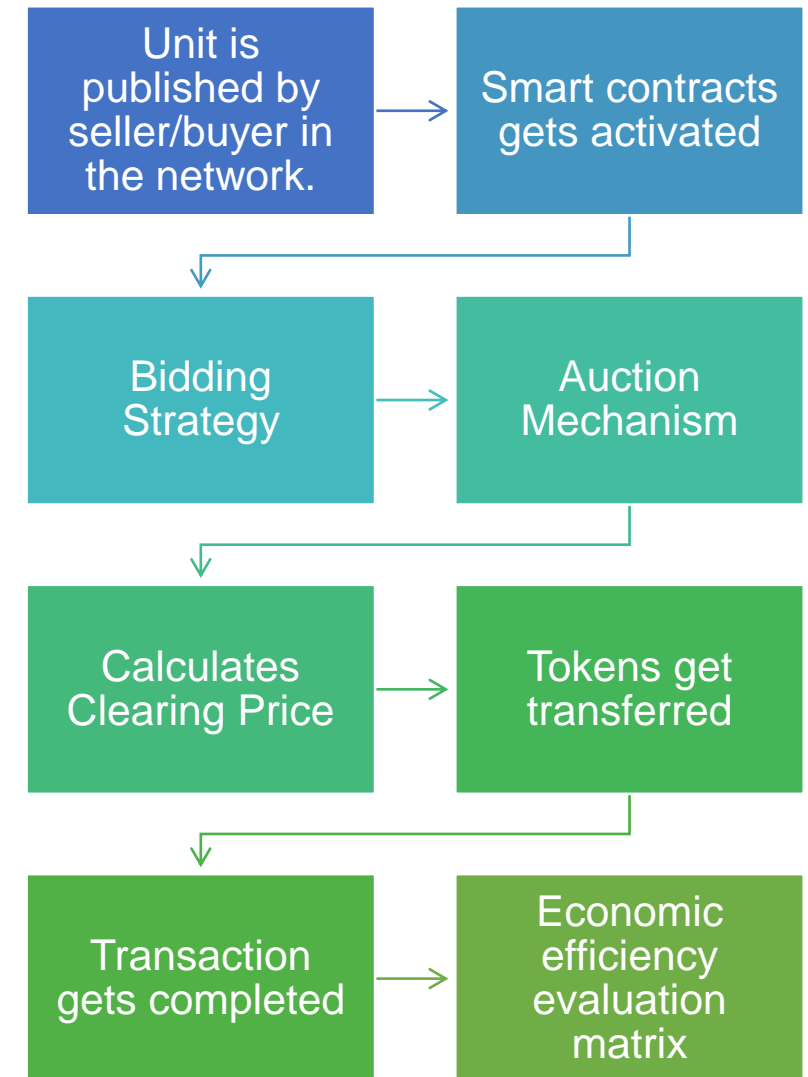 Unit is
published by
seller/buyer in
the network.
Smart contracts
gets activated
Bidding
Strategy
Auction
Mechanism
Calculates
Clearing Price
Tokens get
transferred
Transaction
gets completed
Economic
efficiency
evaluation
matrix